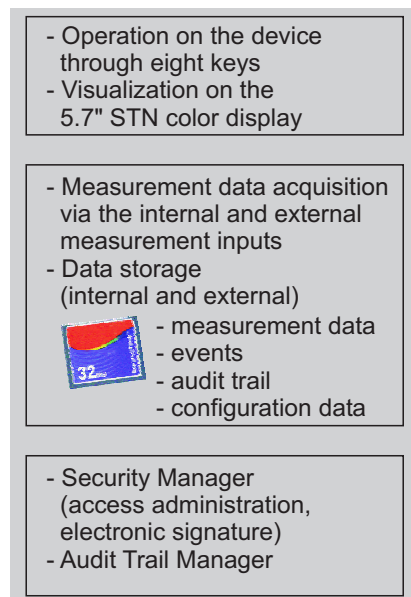 - Operation on the device
through eight keys
- Visualization on the
5.7" STN color display
- Measurement data acquisition
via the internal and external
measurement inputs
- Data storage
(internal and external)
- measurement data
- events
- audit trail
- configuration data
32
- Security Manager
(access administration,
electronic signature)
- Audit Trail Manager